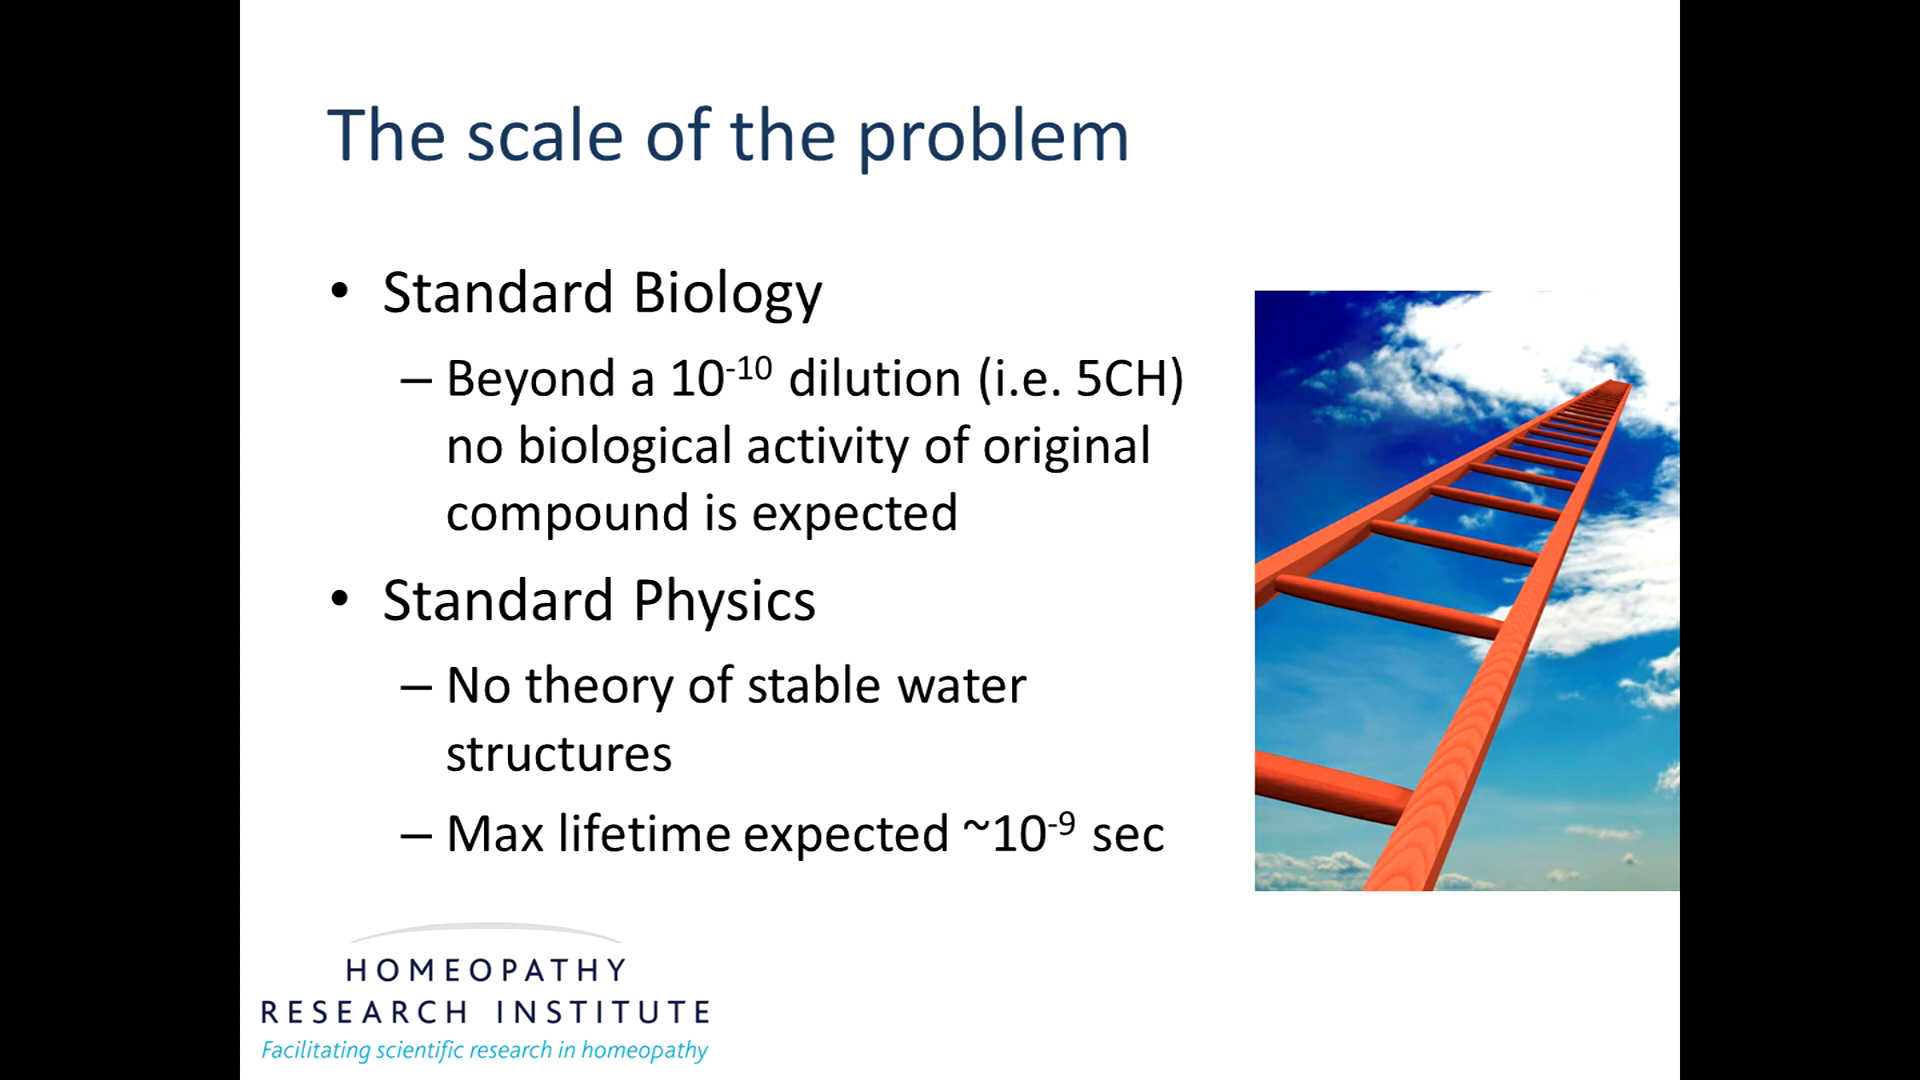 The scale of the problem
• Standard Biology
– Beyond a 10⁻¹⁰ dilution (i.e. 5CH)
no biological activity of original
compound is expected
• Standard Physics
– No theory of stable water
structures
– Max lifetime expected ~10⁻⁹ sec
HOMEOPATHY
RESEARCH INSTITUTE
Facilitating scientific research in homeopathy